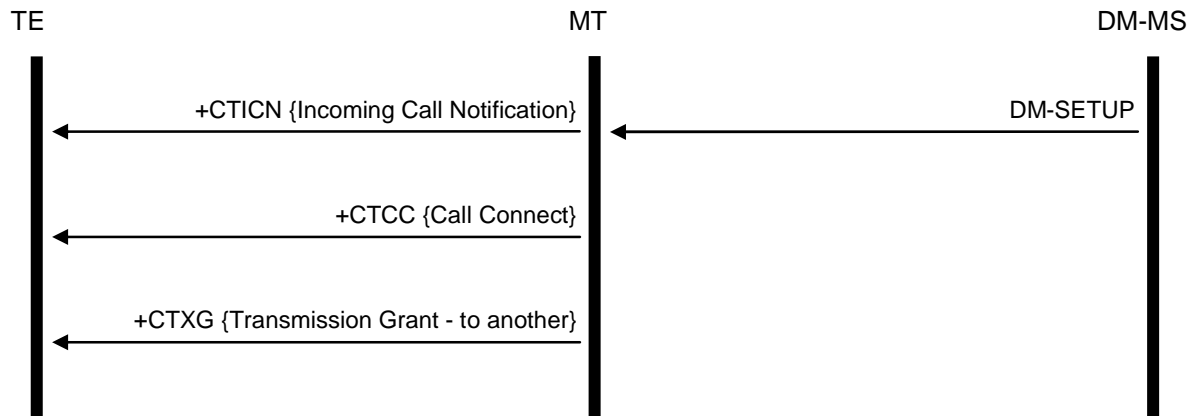 TE
MT
DM-MS
+CTICN {Incoming Call Notification}
DM-SETUP
+CTCC {Call Connect}
+CTXG {Transmission Grant - to another}